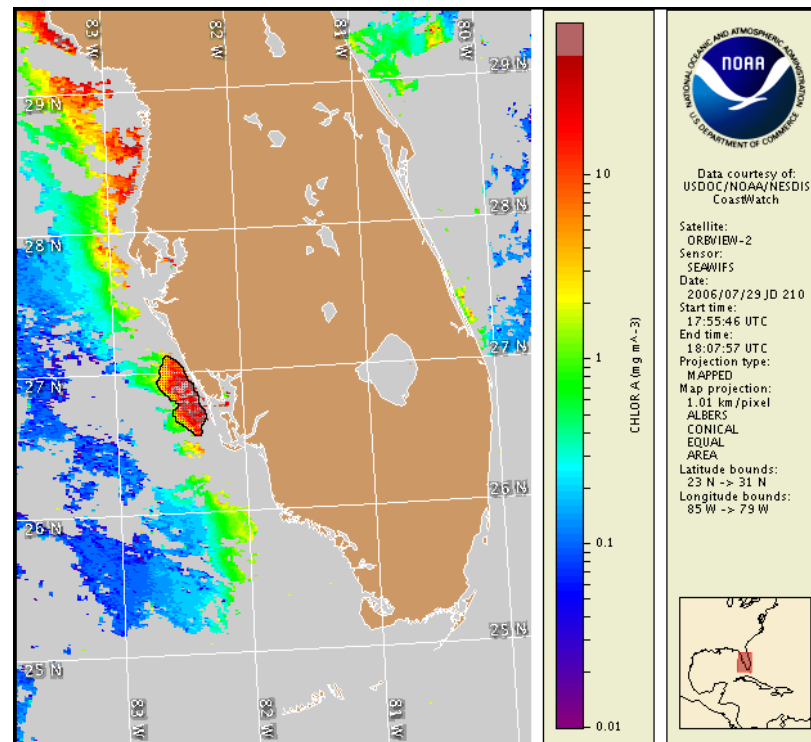 83 W
82 W
81 W
80 W
29 N
29 N
28 N
28 N
27 N
27 N
26 N
26 N
25 N
25 N
83 W
82 W
81 W
10
1
0.1
0.01
CHLOR A (mg m^-3)
NATIONAL OCEANIC AND ATMOSPHERIC ADMINISTRATION
NOAA
U.S. DEPARTMENT OF COMMERCE
Data courtesy of:
USDOC/NOAA/NESDIS
CoastWatch
Satellite:
ORBVIEW-2
Sensor:
SEAWIFS
Date:
2006/07/29 JD 210
Start time:
17:55:46 UTC
End time:
18:07:57 UTC
Projection type:
MAPPED
Map projection:
1.01 km/pixel
ALBERS
CONICAL
EQUAL
AREA
Latitude bounds:
23 N -> 31 N
Longitude bounds:
85 W -> 79 W